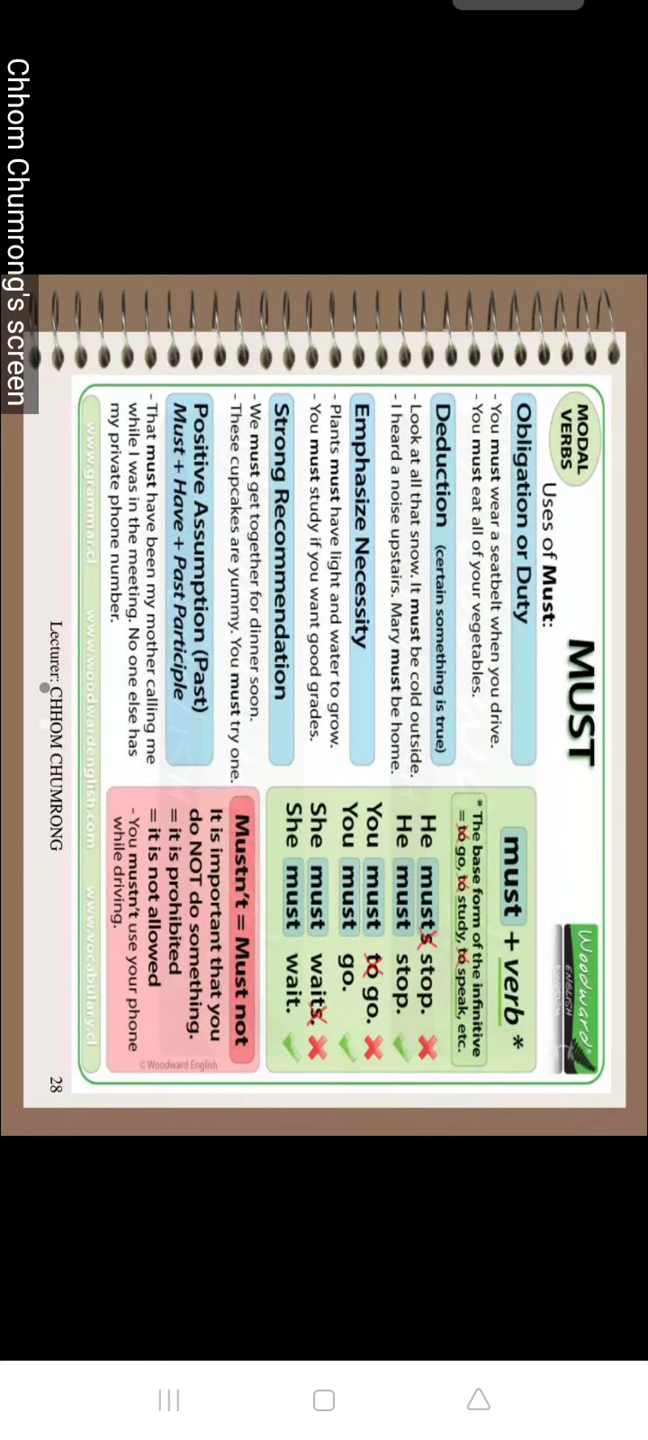 Chhom Chumrong's screen
MODAL
VERBS
MUST
Woodward®
ENGLISH
Uses of Must:
Obligation or Duty
- You must wear a seatbelt when you drive.
- You must eat all of your vegetables.
Deduction (certain something is true)
- Look at all that snow. It must be cold outside.
- I heard a noise upstairs. Mary must be home.
Emphasize Necessity
- Plants must have light and water to grow.
- You must study if you want good grades.
Strong Recommendation
- We must get together for dinner soon.
- These cupcakes are yummy. You must try one.
Positive Assumption (Past)
Must + Have + Past Participle
- That must have been my mother calling me
while I was in the meeting. No one else has
my private phone number.
must + verb *
* The base form of the infinitive
= to go, to study, to speak, etc.
He musts stop.
He must stop.
You must to go.
You must go.
She must waits.
She must wait.
Mustn't = Must not
It is important that you
do NOT do something.
= it is prohibited
= it is not allowed
- You mustn't use your phone
while driving.
© Woodward English
www.grammar.cl www.woodwardenglish.com www.vocabulary.cl
Lecturer: CHHOM CHUMRONG
28